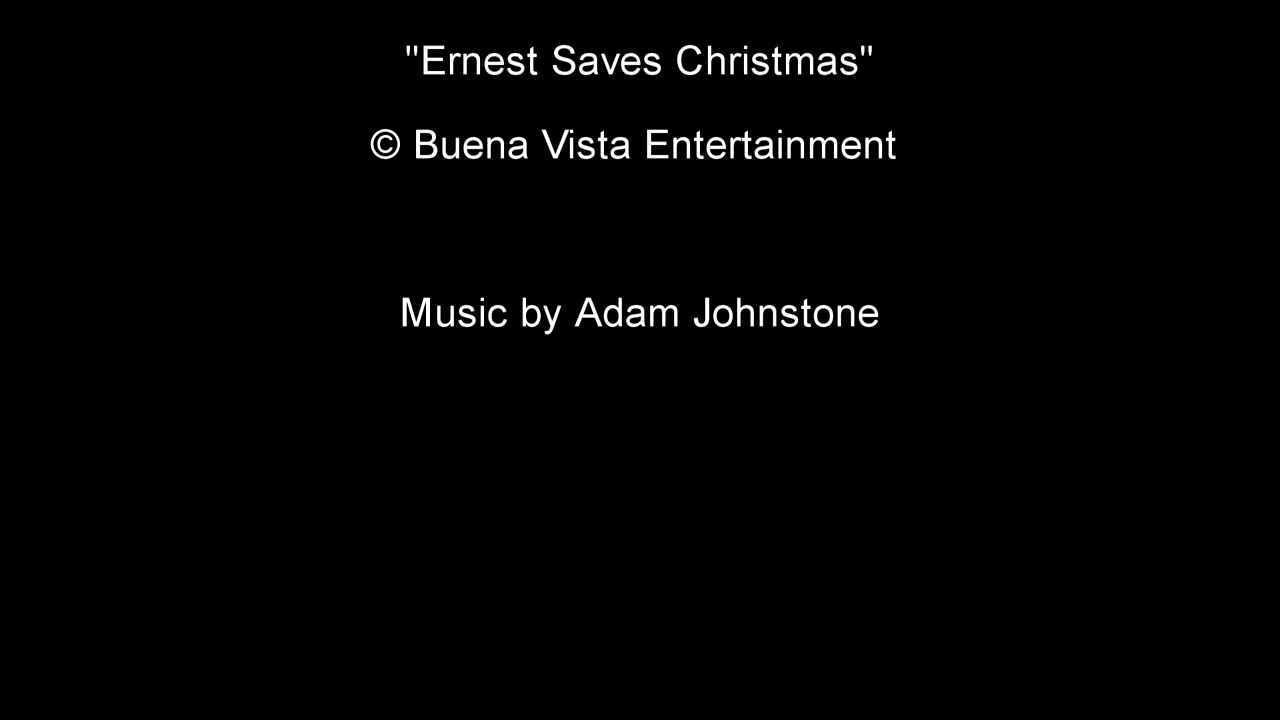 "Ernest Saves Christmas"
© Buena Vista Entertainment
Music by Adam Johnstone